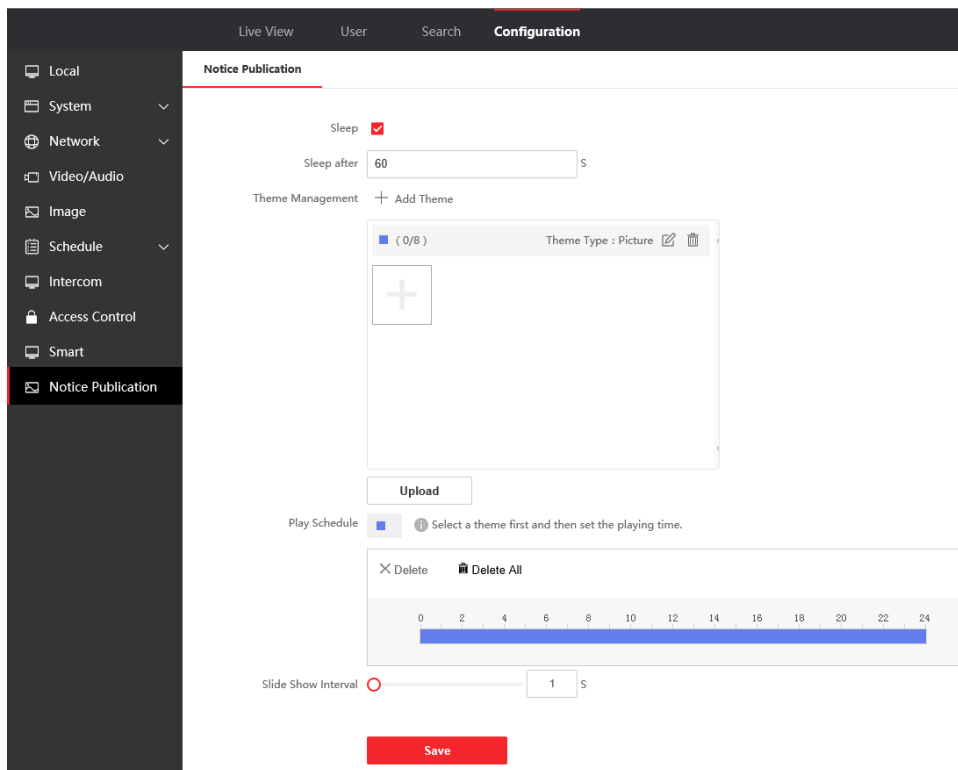 Live View User Search Configuration
Local
Notice Publication
System
Network
Video/Audio
Image
Schedule
Intercom
Access Control
Smart
Notice Publication
Sleep
Sleep after 60 S
Theme Management + Add Theme
( 0/8 ) Theme Type : Picture
Upload
Play Schedule Select a theme first and then set the playing time.
Delete Delete All
0 2 4 6 8 10 12 14 16 18 20 22 24
Slide Show Interval 1 S
Save